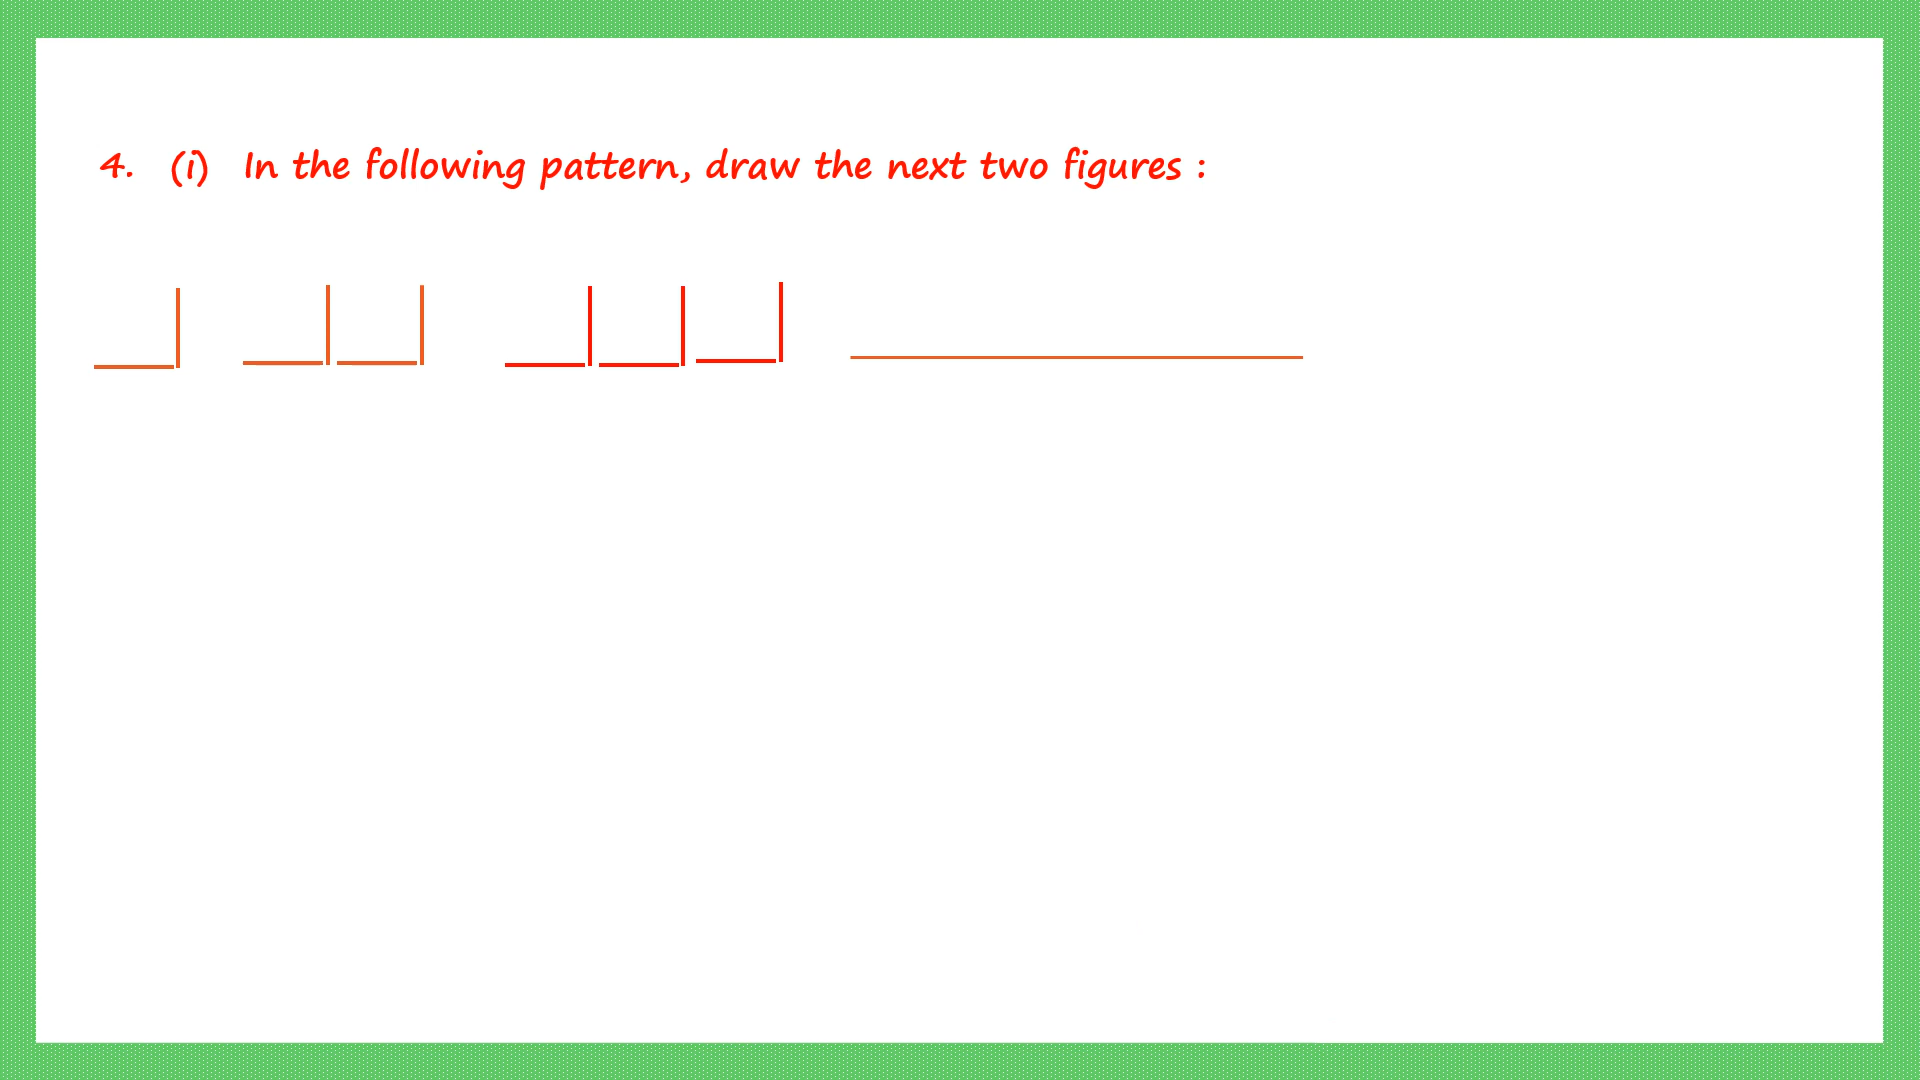 4. (i) In the following pattern, draw the next two figures :